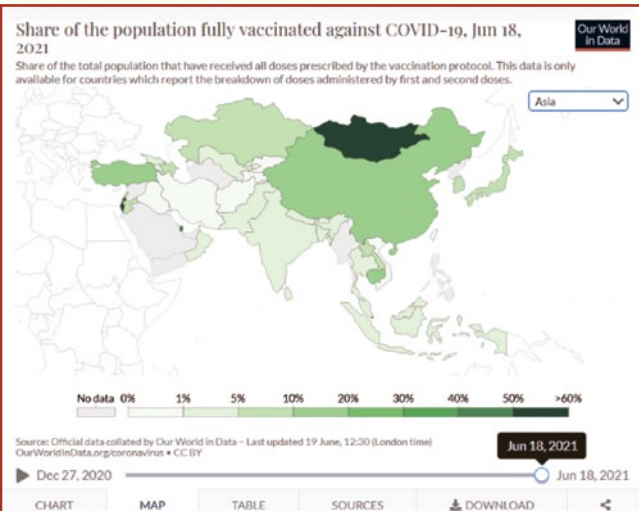 Share of the population fully vaccinated against COVID-19, Jun 18,
2021
Our World
in Data
Share of the total population that have received all doses prescribed by the vaccination protocol. This data is only
available for countries which report the breakdown of doses administered by first and second doses.
Asia
No data 0% 1% 5% 10% 20% 30% 40% 50% >60%
Source: Official data collated by Our World in Data – Last updated 19 June, 12:30 (London time)
OurWorldInData.org/coronavirus • CC BY
Jun 18, 2021
Dec 27, 2020 Jun 18, 2021
CHART MAP TABLE SOURCES DOWNLOAD